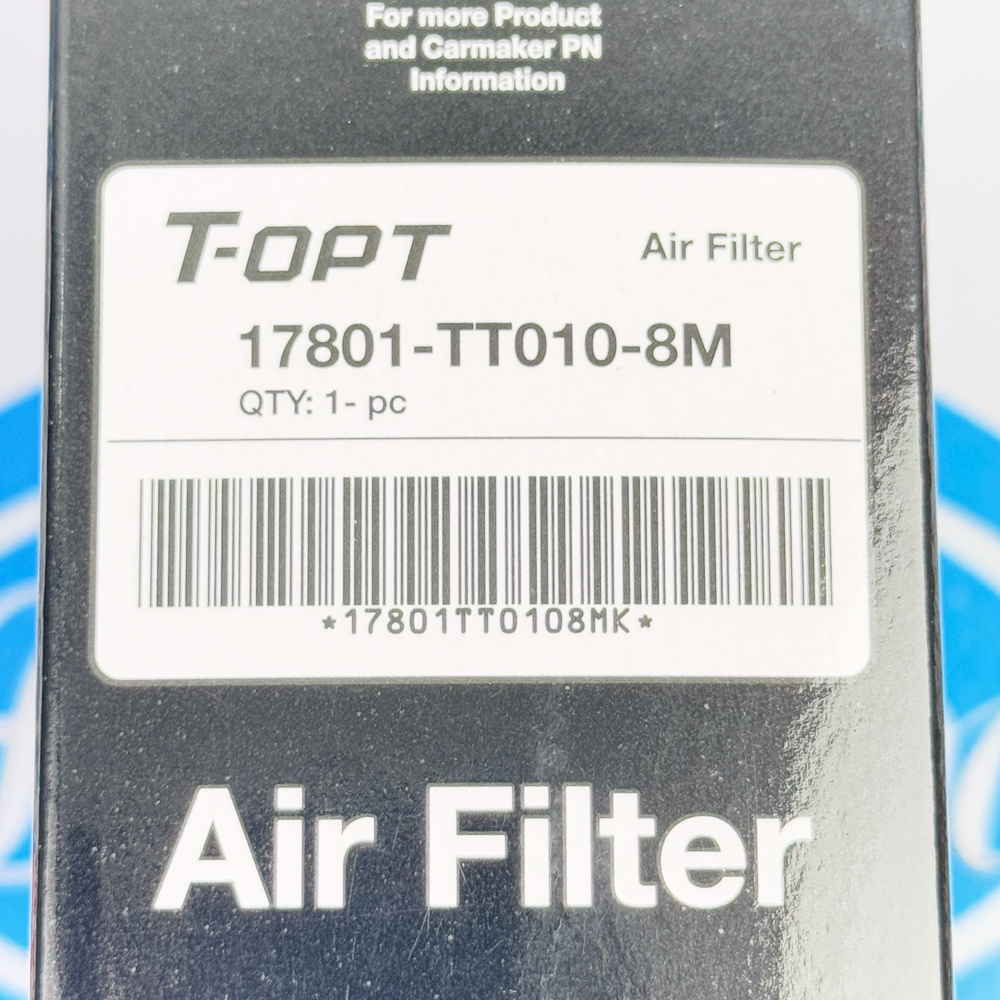 For more Product
and Carmaker PN
Information
T-OPT
Air Filter
17801-TT010-8M
QTY: 1- pc
*17801TT0108MK*
Air Filter